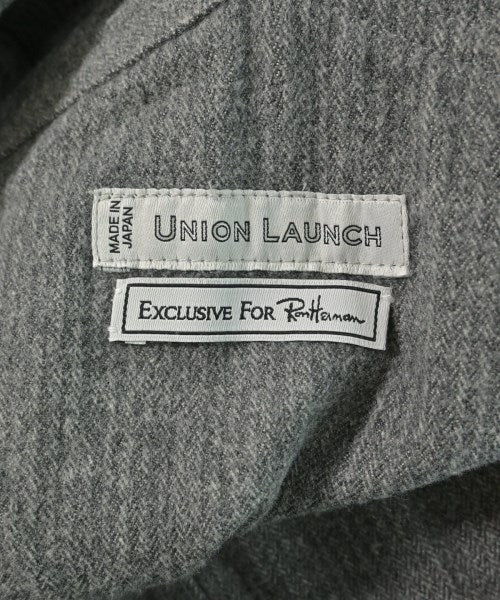 MADE IN
JAPAN
UNION LAUNCH
EXCLUSIVE FOR Ron Herman